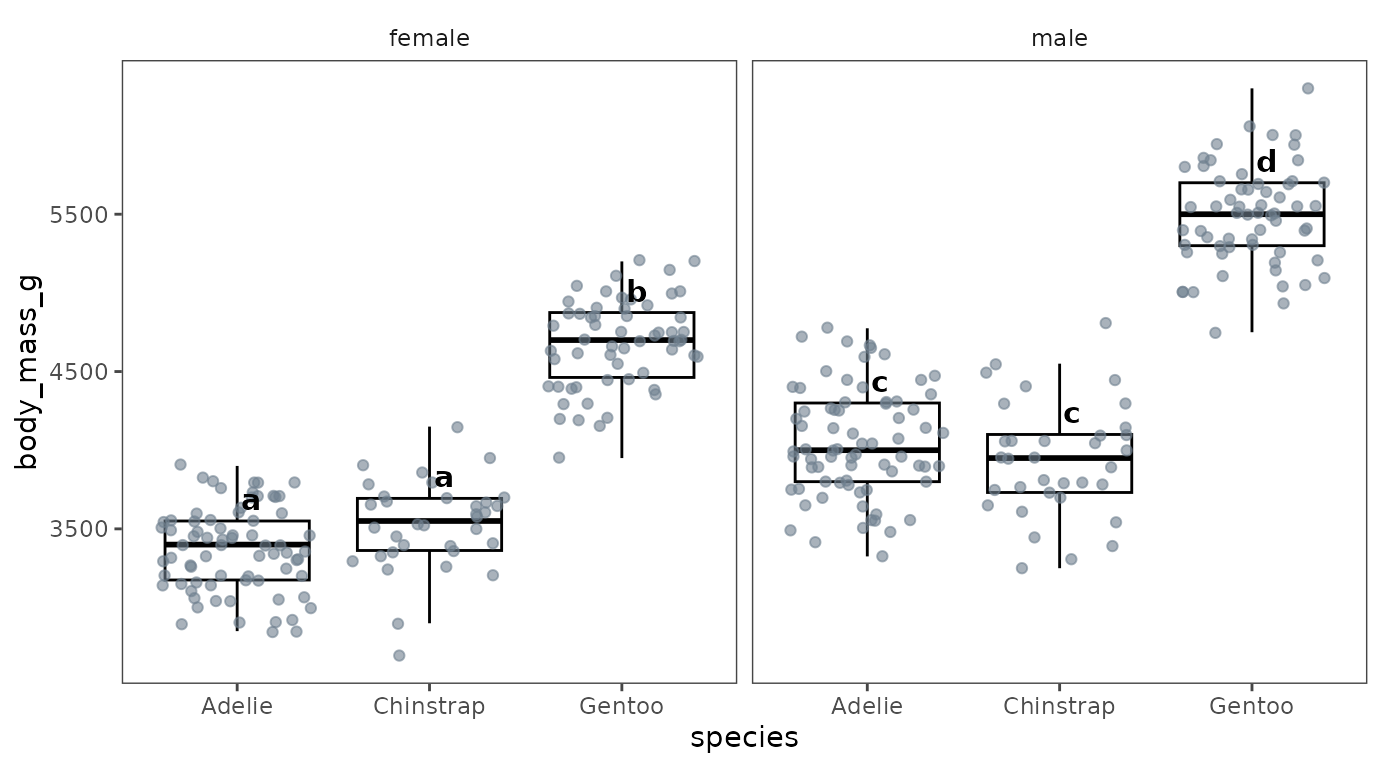 female
male
body_mass_g
5500
4500
3500
a
a
b
c
c
d
Adelie
Chinstrap
Gentoo
Adelie
Chinstrap
Gentoo
species